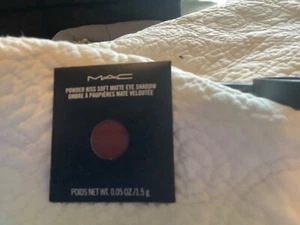 MAC
POWDER KISS SOFT MATTE EYE SHADOW
OMBRE À PAUPIÈRES MATE VELOUTÉE
POIDS NET WT. 0.05 OZ./1.5 g